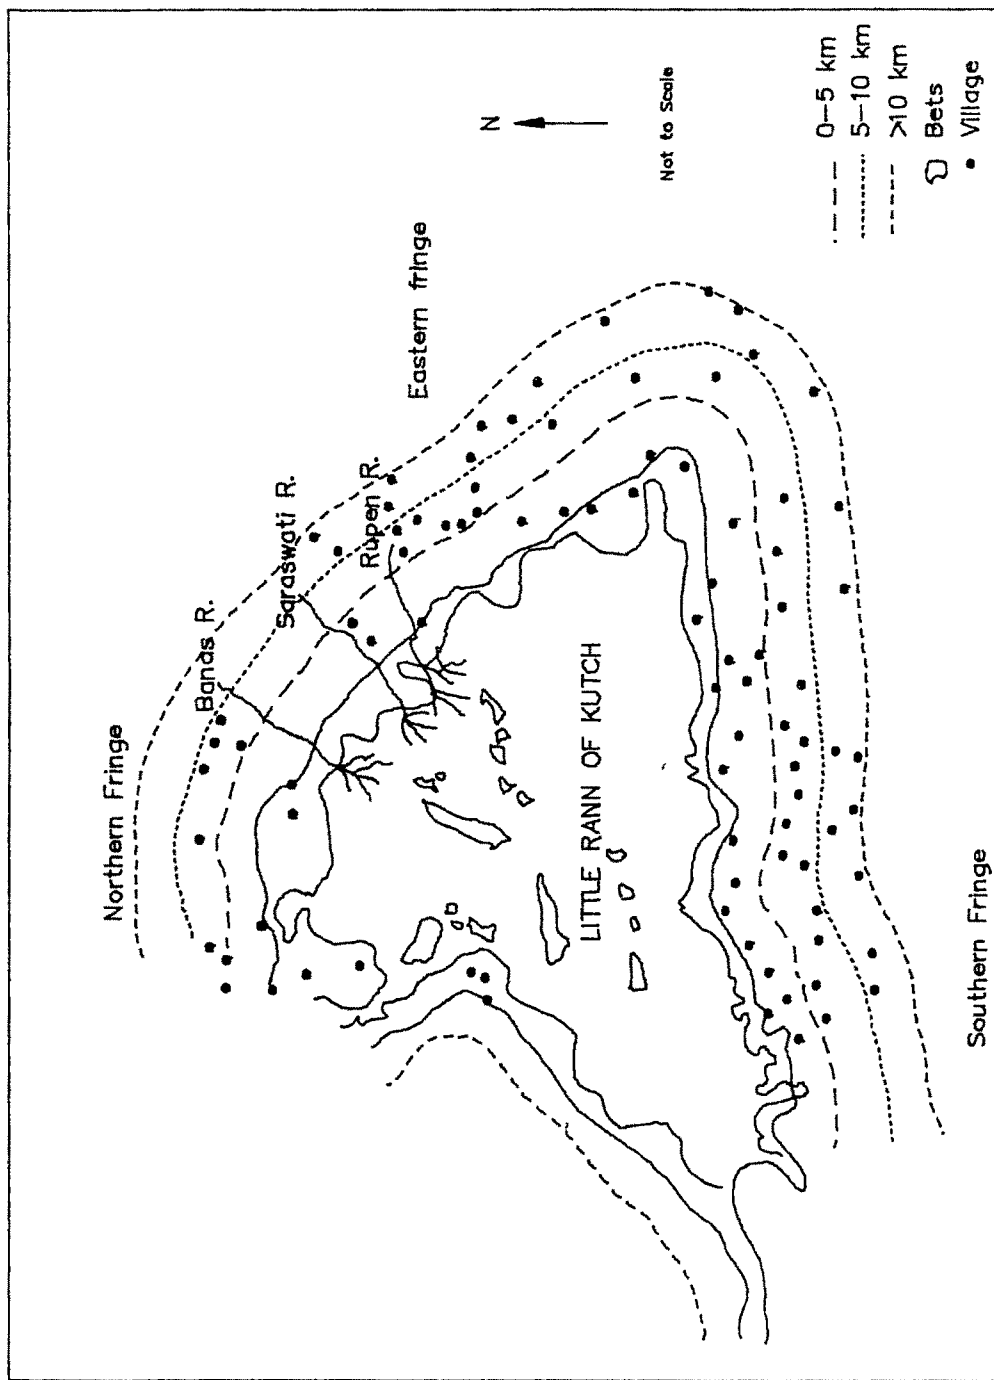 Northern Fringe
Banas R.
Saraswati R.
Rupen R.
Eastern fringe
N
Not to Scale
LITTLE RANN OF KUTCH
Southern Fringe
0-5 km
5-10 km
>10 km
Bets
Village